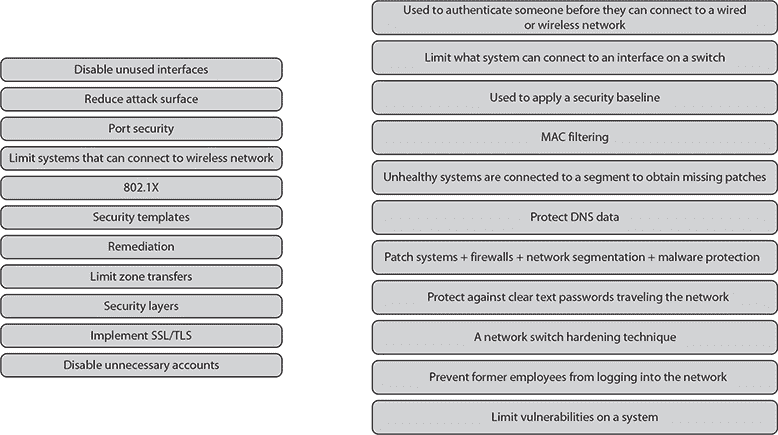 Disable unused interfaces
Reduce attack surface
Port security
Limit systems that can connect to wireless network
802.1X
Security templates
Remediation
Limit zone transfers
Security layers
Implement SSL/TLS
Disable unnecessary accounts
Used to authenticate someone before they can connect to a wired
or wireless network
Limit what system can connect to an interface on a switch
Used to apply a security baseline
MAC filtering
Unhealthy systems are connected to a segment to obtain missing patches
Protect DNS data
Patch systems + firewalls + network segmentation + malware protection
Protect against clear text passwords traveling the network
A network switch hardening technique
Prevent former employees from logging into the network
Limit vulnerabilities on a system